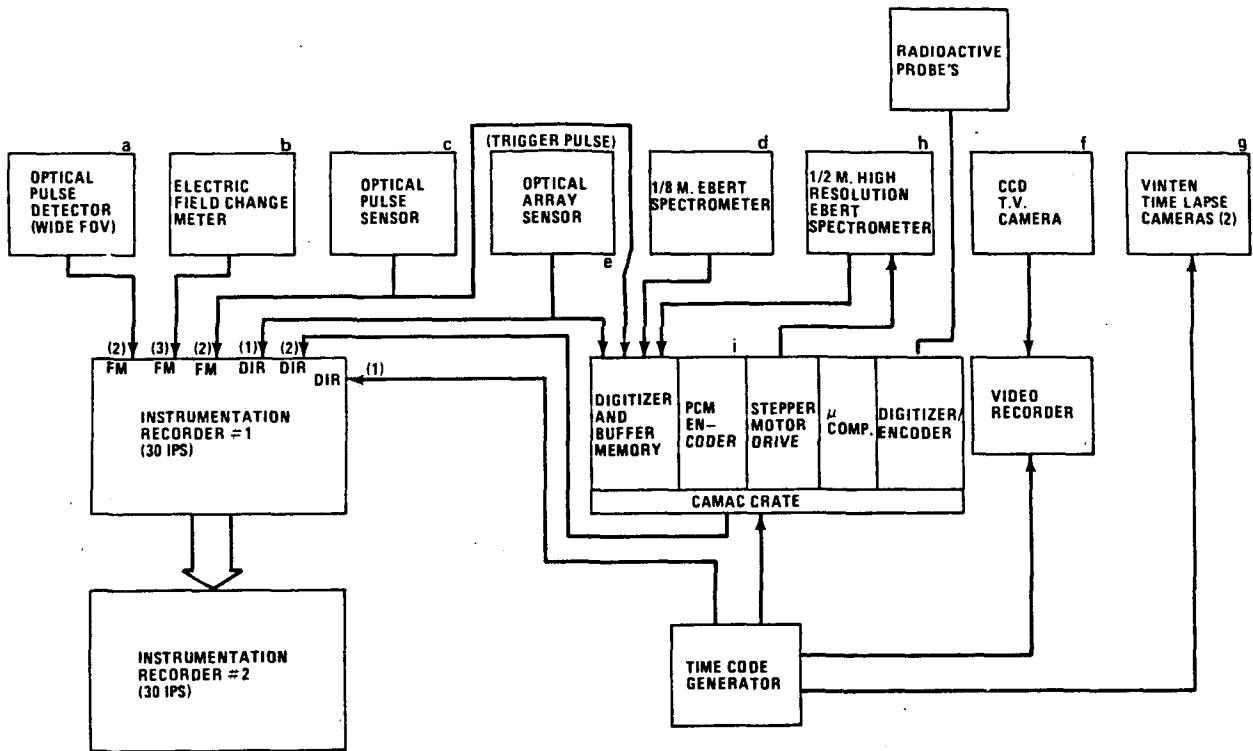 RADIOACTIVE
PROBE'S
a
OPTICAL
PULSE
DETECTOR
(WIDE FOV)
b
ELECTRIC
FIELD CHANGE
METER
c
OPTICAL
PULSE
SENSOR
(TRIGGER PULSE)
OPTICAL
ARRAY
SENSOR
e
d
1/8 M. EBERT
SPECTROMETER
h
1/2 M. HIGH
RESOLUTION
EBERT
SPECTROMETER
f
CCD
T.V.
CAMERA
g
VINTEN
TIME LAPSE
CAMERAS (2)
(2) (3) (2) (1) (2)
FM FM FM DIR DIR
DIR (1)
INSTRUMENTATION
RECORDER #1
(30 IPS)
i
DIGITIZER
AND
BUFFER
MEMORY
PCM
EN-
CODER
STEPPER
MOTOR
DRIVE
μ
COMP.
DIGITIZER/
ENCODER
CAMAC CRATE
VIDEO
RECORDER
INSTRUMENTATION
RECORDER #2
(30 IPS)
TIME CODE
GENERATOR